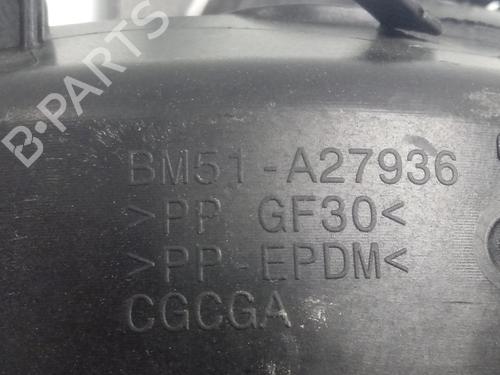 B-PARTS
BM51-A27936
>PP GF30<
>PP-EPDM<
CGCGA